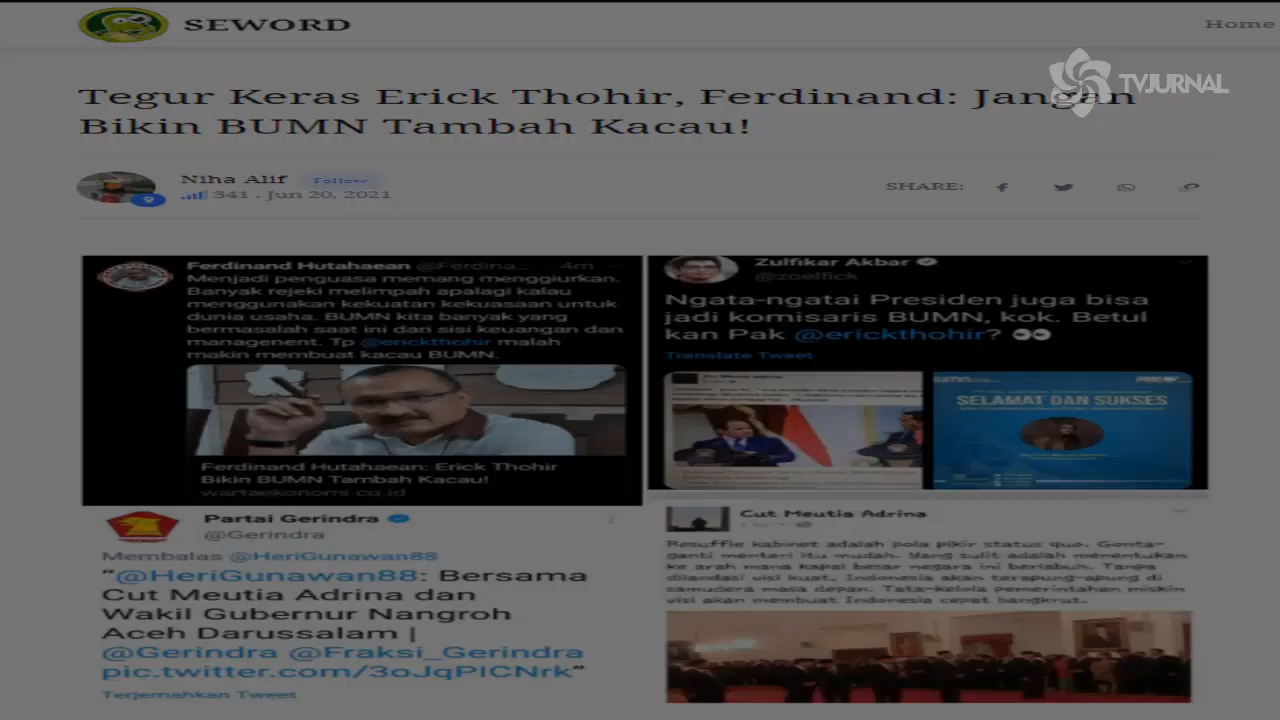 SEWORD
Home
TVJURNAL
Tegur Keras Erick Thohir, Ferdinand: Jangan
Bikin BUMN Tambah Kacau!
Niha Alif Follow
341 . Jun 20, 2021
SHARE:
Ferdinand Hutahaean @Ferdina... · 4m
Menjadi penguasa memang menggiurkan.
Banyak rejeki melimpah apalagi kalau
menggunakan kekuatan kekuasaan untuk
dunia usaha. BUMN kita banyak yang
bermasalah saat ini dari sisi keuangan dan
managenent. Tp @erickthohir malah
makin membuat kacau BUMN.
Ferdinand Hutahaean: Erick Thohir
Bikin BUMN Tambah Kacau!
wartaekonomi.co.id
Zulfikar Akbar
@zoelfick
Ngata-ngatai Presiden juga bisa
jadi komisaris BUMN, kok. Betul
kan Pak @erickthohir?
Translate Tweet
SELAMAT DAN SUKSES
Partai Gerindra
@Gerindra
Membalas @HeriGunawan88
“@HeriGunawan88: Bersama
Cut Meutia Adrina dan
Wakil Gubernur Nangroh
Aceh Darussalam |
@Gerindra @Fraksi_Gerindra
pic.twitter.com/3oJqPICNrk“
Terjemahkan Tweet
Cut Meutia Adrina
Resuffle kabinet adalah pola pikir status quo. Gonta-
ganti menteri itu mudah. Yang sulit adalah menentukan
ke arah mana kapal besar negara ini berlabuh. Tanpa
dilandasi visi kuat, Indonesia akan terapung-apung di
samudera masa depan. Tata-kelola pemerintahan miskin
visi akan membuat Indonesia cepat bangkrut.